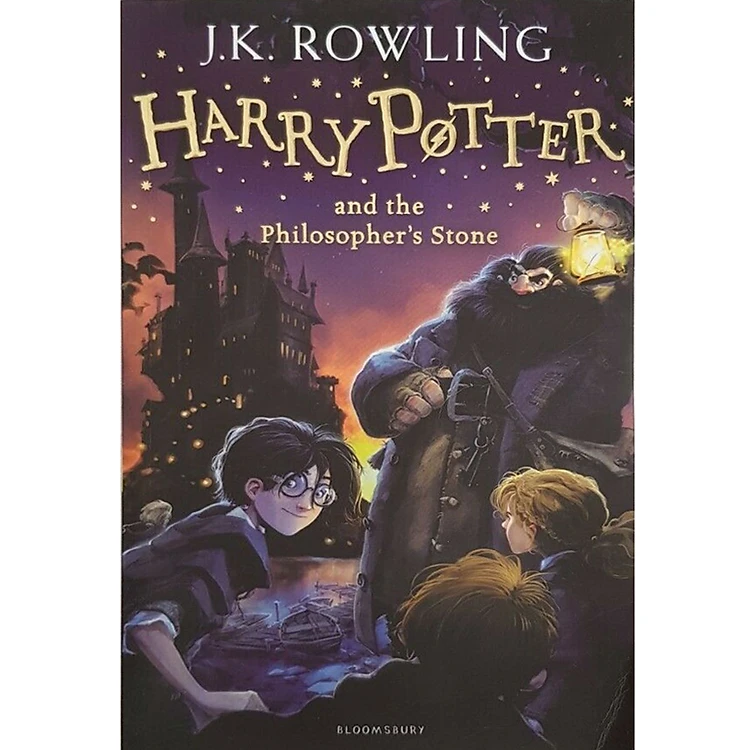 J.K. ROWLING
HARRY POTTER
and the
Philosopher's Stone
BLOOMSBURY